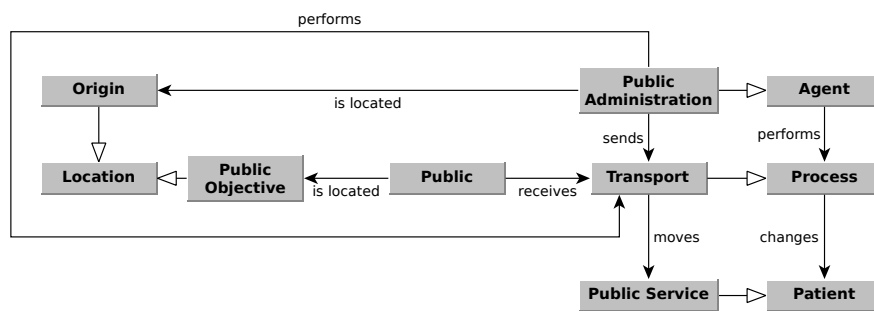 performs
Origin
Public
Administration
Agent
is located
sends
performs
Location
Public
Objective
is located
Public
receives
Transport
Process
moves
changes
Public Service
Patient